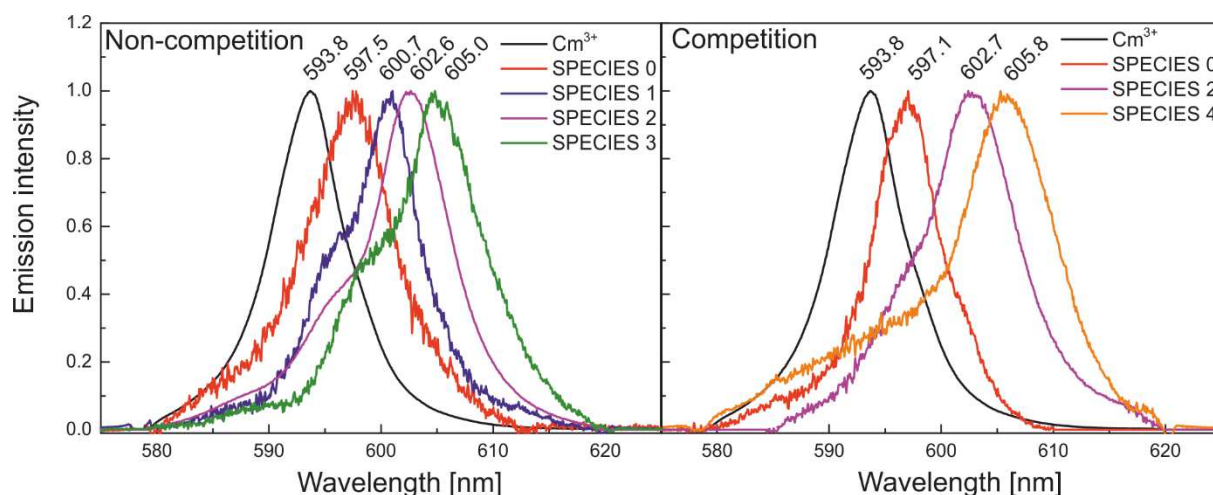 Non-competition
593.8
597.5
600.7
602.6
605.0
Cm³⁺
SPECIES 0
SPECIES 1
SPECIES 2
SPECIES 3
Competition
593.8
597.1
602.7
605.8
Cm³⁺
SPECIES 0
SPECIES 2
SPECIES 4
Emission intensity
1.2
1.0
0.8
0.6
0.4
0.2
0.0
580 590 600 610 620
580 590 600 610 620
Wavelength [nm]
Wavelength [nm]